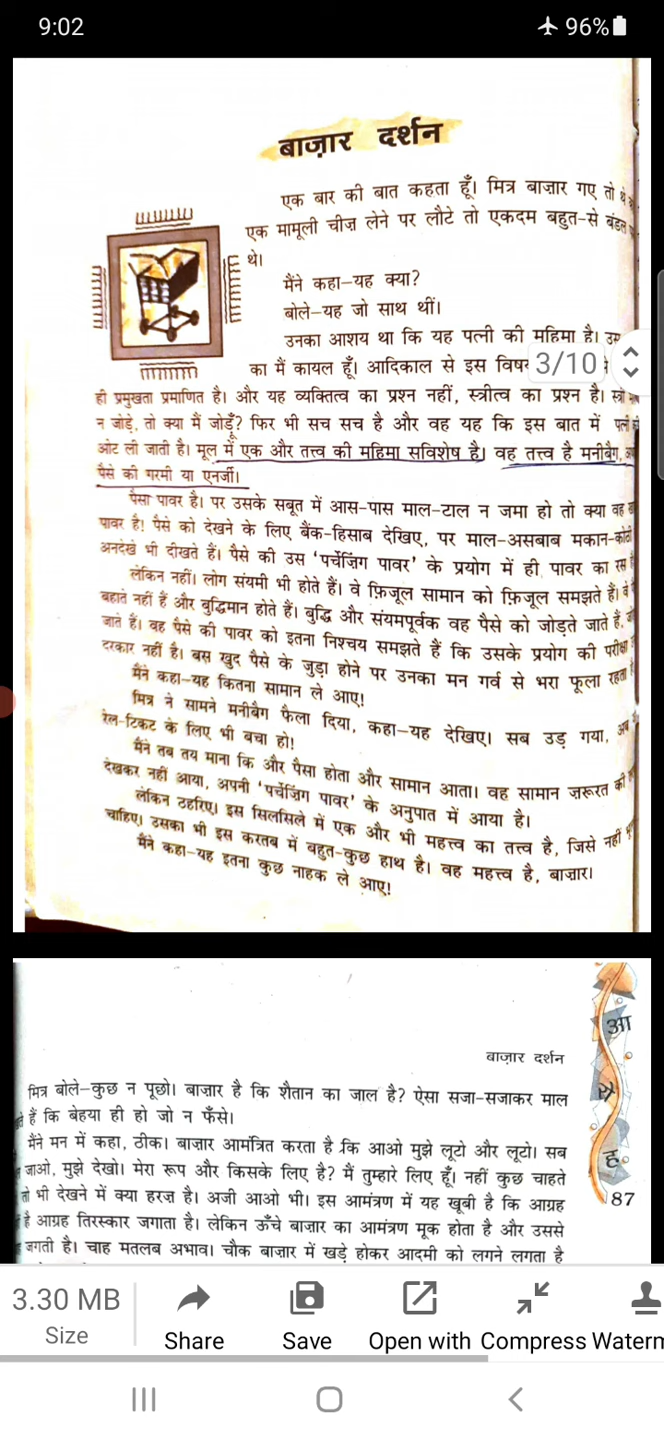 9:02
96%
बाज़ार दर्शन
एक बार की बात कहता हूँ। मित्र बाज़ार गए तो थे
एक मामूली चीज़ लेने पर लौटे तो एकदम बहुत-से बंडल
थे।
मैंने कहा-यह क्या?
बोले-यह जो साथ थीं।
उनका आशय था कि यह पत्नी की महिमा है। उस
का मैं कायल हूँ। आदिकाल से इस
3/10
ही प्रमुखता प्रमाणित है। और यह व्यक्तित्व का प्रश्न नहीं, स्त्रीत्व का प्रश्न है। स्त्री
न जोड़े, तो क्या मैं जोड़ूँ? फिर भी सच सच है और वह यह कि इस बात में पत्नी
ओट ली जाती है। मूल में एक और तत्त्व की महिमा सविशेष है। वह तत्त्व है मनीबैग,
पैसे की गरमी या एनर्जी।
पैसा पावर है। पर उसके सबूत में आस-पास माल-टाल न जमा हो तो क्या वह
पावर है! पैसे को देखने के लिए बैंक-हिसाब देखिए, पर माल-असबाब मकान-कोठी
अनदेखे भी दीखते हैं। पैसे की उस 'पर्चेज़िंग पावर' के प्रयोग में ही पावर का रस
लेकिन नहीं। लोग संयमी भी होते हैं। वे फ़िजूल सामान को फ़िजूल समझते हैं। वे
बहाते नहीं हैं और बुद्धिमान होते हैं। बुद्धि और संयमपूर्वक वह पैसे को जोड़ते जाते हैं,
जाते हैं। वह पैसे की पावर को इतना निश्चय समझते हैं कि उसके प्रयोग की परीक्षा
दरकार नहीं है। बस खुद पैसे के जुड़ा होने पर उनका मन गर्व से भरा फूला रहता
मैंने कहा-यह कितना सामान ले आए!
मित्र ने सामने मनीबैग फैला दिया, कहा-यह देखिए। सब उड़ गया, अब
रेल-टिकट के लिए भी बचा हो!
मैंने तब तय माना कि और पैसा होता और सामान आता। वह सामान ज़रूरत की
देखकर नहीं आया, अपनी 'पर्चेज़िंग पावर' के अनुपात में आया है।
लेकिन ठहरिए। इस सिलसिले में एक और भी महत्त्व का तत्त्व है, जिसे नहीं
चाहिए। उसका भी इस करतब में बहुत-कुछ हाथ है। वह महत्त्व है, बाज़ार।
मैंने कहा-यह इतना कुछ नाहक ले आए!
बाज़ार दर्शन
मित्र बोले-कुछ न पूछो। बाज़ार है कि शैतान का जाल है? ऐसा सजा-सजाकर माल
हैं कि बेहया ही हो जो न फँसे।
मैंने मन में कहा, ठीक। बाज़ार आमंत्रित करता है कि आओ मुझे लूटो और लूटो। सब
जाओ, मुझे देखो। मेरा रूप और किसके लिए है? मैं तुम्हारे लिए हूँ। नहीं कुछ चाहते
तो भी देखने में क्या हरज़ है। अजी आओ भी। इस आमंत्रण में यह खूबी है कि आग्रह
है आग्रह तिरस्कार जगाता है। लेकिन ऊँचे बाज़ार का आमंत्रण मूक होता है और उससे
जगती है। चाह मतलब अभाव। चौक बाज़ार में खड़े होकर आदमी को लगने लगता है
आ
रो
ह
87
3.30 MB
Size
Share
Save
Open with
Compress
Waterm